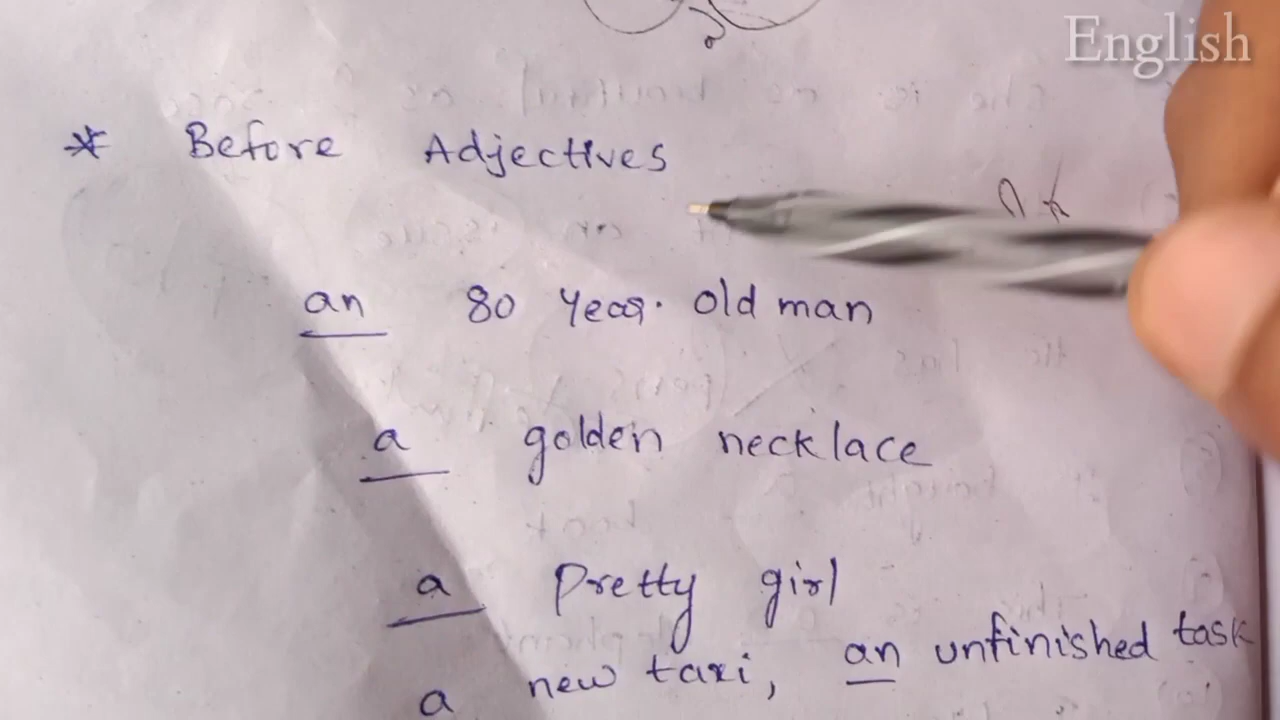 English
* Before Adjectives
an 80 year old man
a golden necklace
a pretty girl
a new taxi, an unfinished task